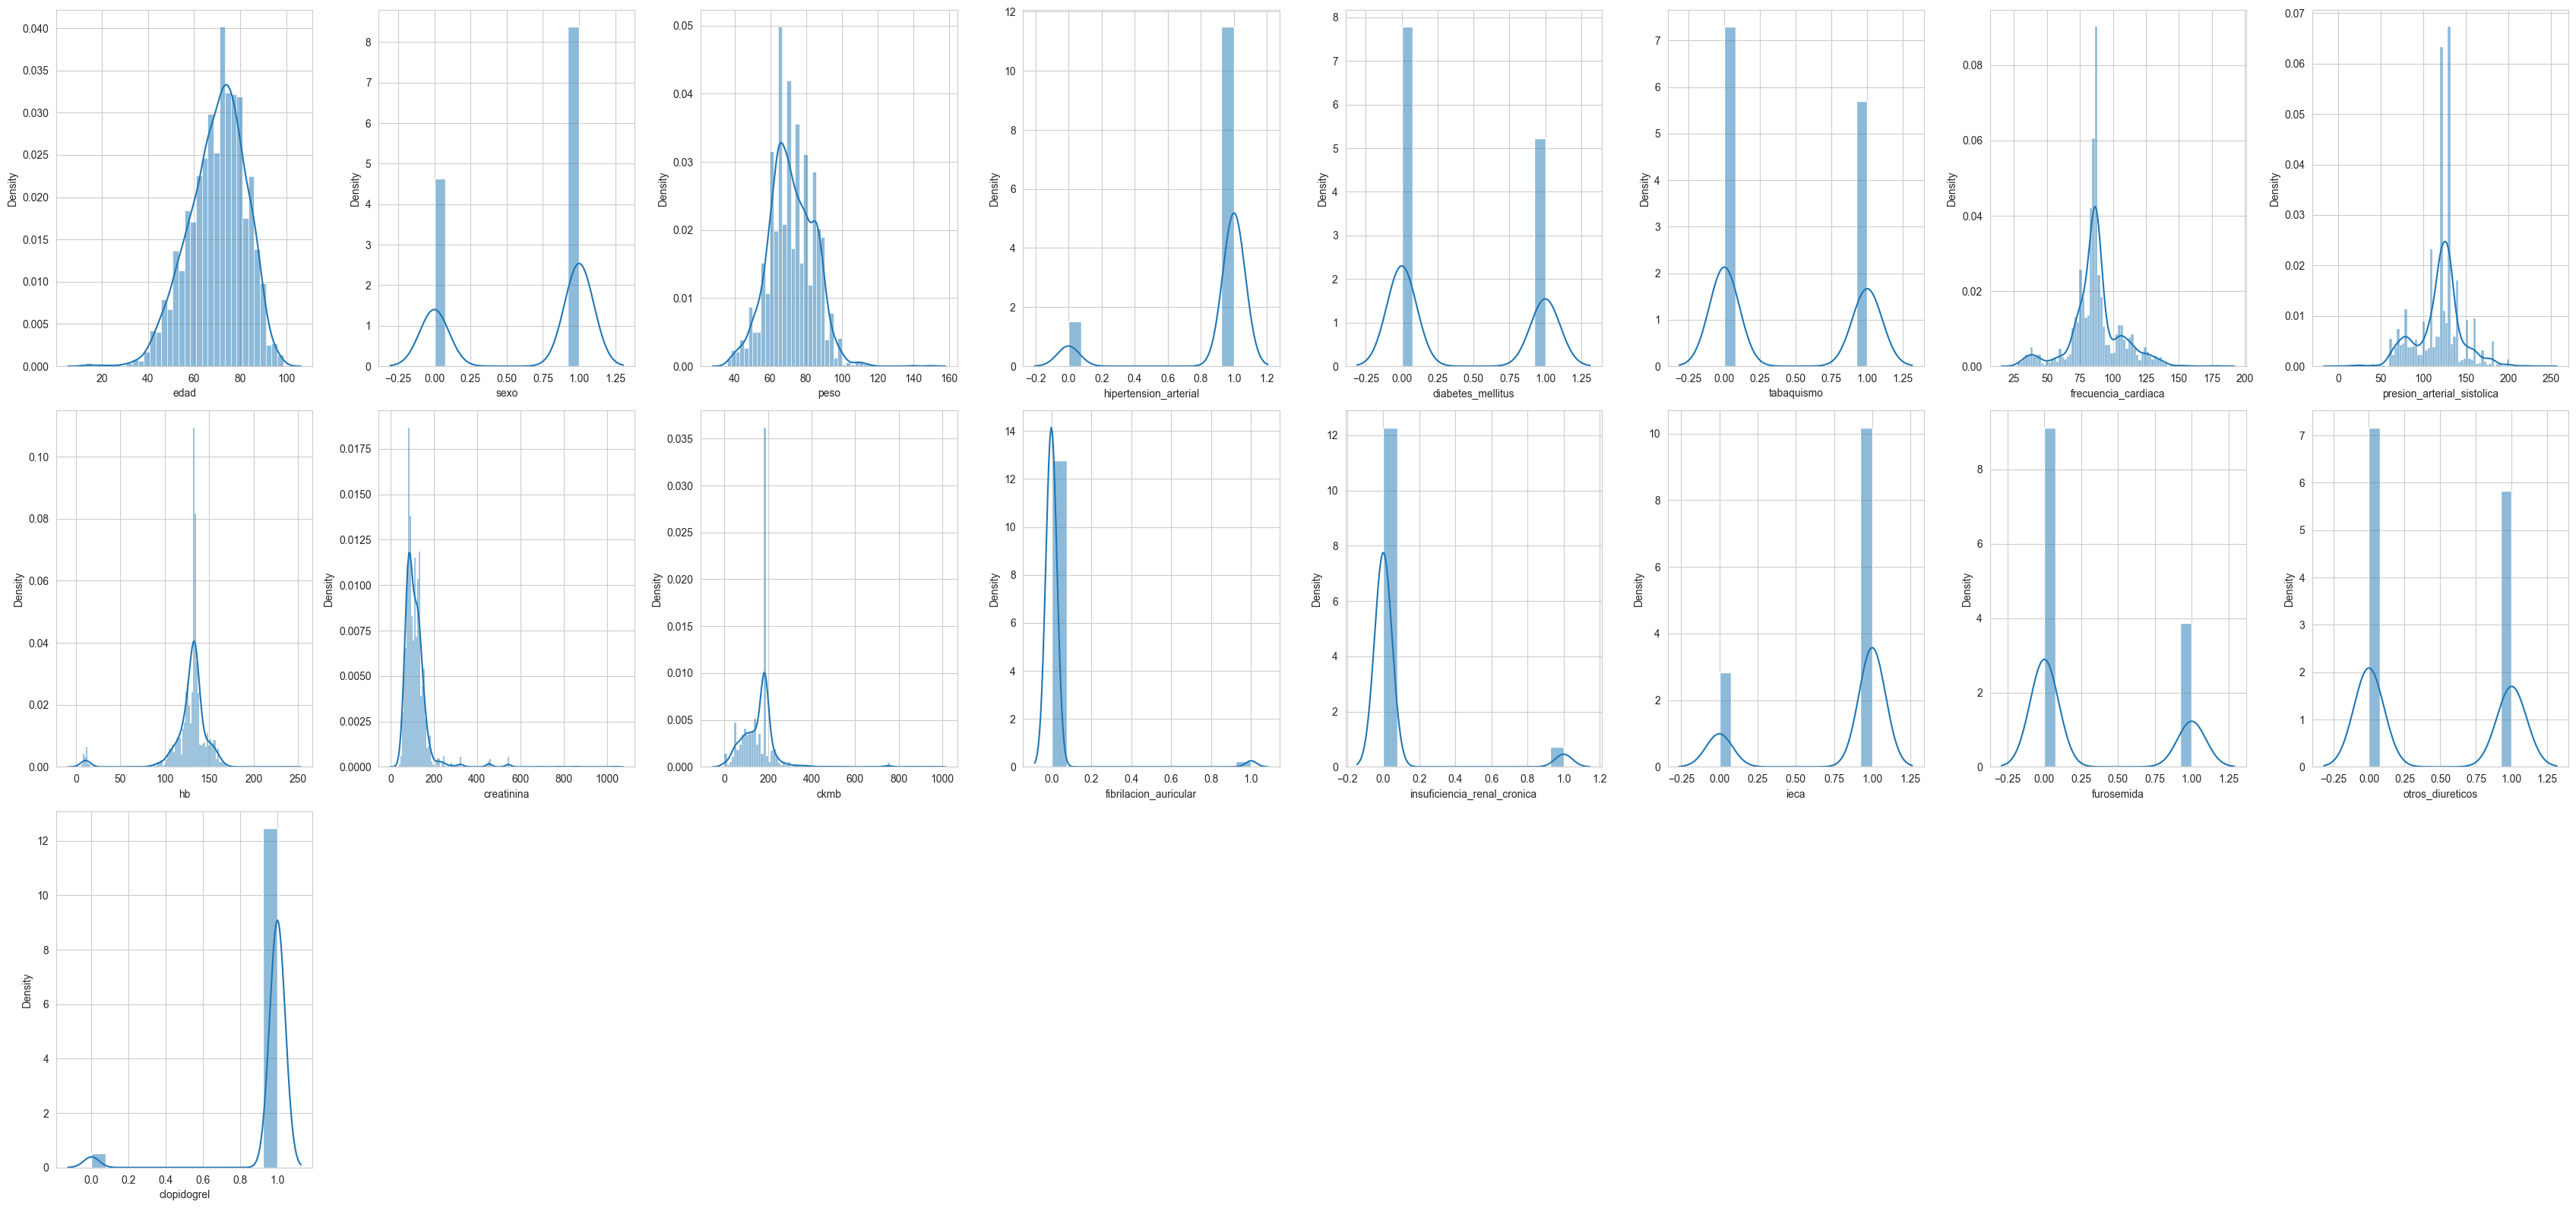 0.040
0.035
0.030
0.025
0.020
0.015
0.010
0.005
0.000
Density
20 40 60 80 100
edad
8
7
6
5
4
3
2
1
0
Density
−0.25 0.00 0.25 0.50 0.75 1.00 1.25
sexo
0.05
0.04
0.03
0.02
0.01
0.00
Density
40 60 80 100 120 140 160
peso
12
10
8
6
4
2
0
Density
−0.2 0.0 0.2 0.4 0.6 0.8 1.0 1.2
hipertension_arterial
8
7
6
5
4
3
2
1
0
Density
−0.25 0.00 0.25 0.50 0.75 1.00 1.25
diabetes_mellitus
7
6
5
4
3
2
1
0
Density
−0.25 0.00 0.25 0.50 0.75 1.00 1.25
tabaquismo
0.08
0.06
0.04
0.02
0.00
Density
25 50 75 100 125 150 175 200
frecuencia_cardiaca
0.07
0.06
0.05
0.04
0.03
0.02
0.01
0.00
Density
0 50 100 150 200 250
presion_arterial_sistolica
0.10
0.08
0.06
0.04
0.02
0.00
Density
0 50 100 150 200 250
hb
0.0175
0.0150
0.0125
0.0100
0.0075
0.0050
0.0025
0.0000
Density
0 200 400 600 800 1000
creatinina
0.035
0.030
0.025
0.020
0.015
0.010
0.005
0.000
Density
0 200 400 600 800 1000
ckmb
14
12
10
8
6
4
2
0
Density
0.0 0.2 0.4 0.6 0.8 1.0
fibrilacion_auricular
12
10
8
6
4
2
0
Density
−0.2 0.0 0.2 0.4 0.6 0.8 1.0 1.2
insuficiencia_renal_cronica
10
8
6
4
2
0
Density
−0.25 0.00 0.25 0.50 0.75 1.00 1.25
ieca
8
6
4
2
0
Density
−0.25 0.00 0.25 0.50 0.75 1.00 1.25
furosemida
7
6
5
4
3
2
1
0
Density
−0.25 0.00 0.25 0.50 0.75 1.00 1.25
otros_diureticos
12
10
8
6
4
2
0
Density
0.0 0.2 0.4 0.6 0.8 1.0
clopidogrel